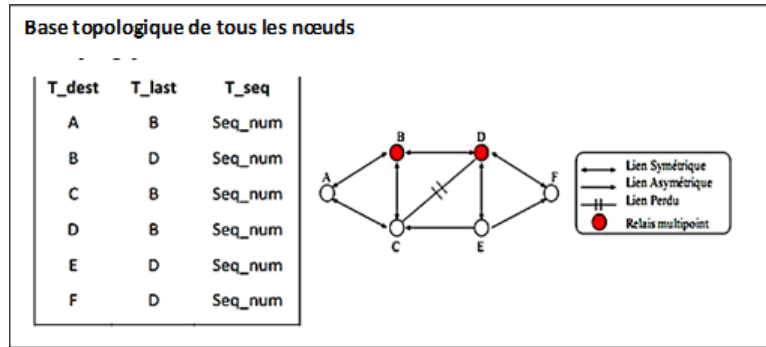 Base topologique de tous les nœuds
T_dest T_last T_seq
A B Seq_num
B D Seq_num
C B Seq_num
D B Seq_num
E D Seq_num
F D Seq_num
B D
A F
C E
Lien Symétrique
Lien Asymétrique
Lien Perdu
Relais multipoint